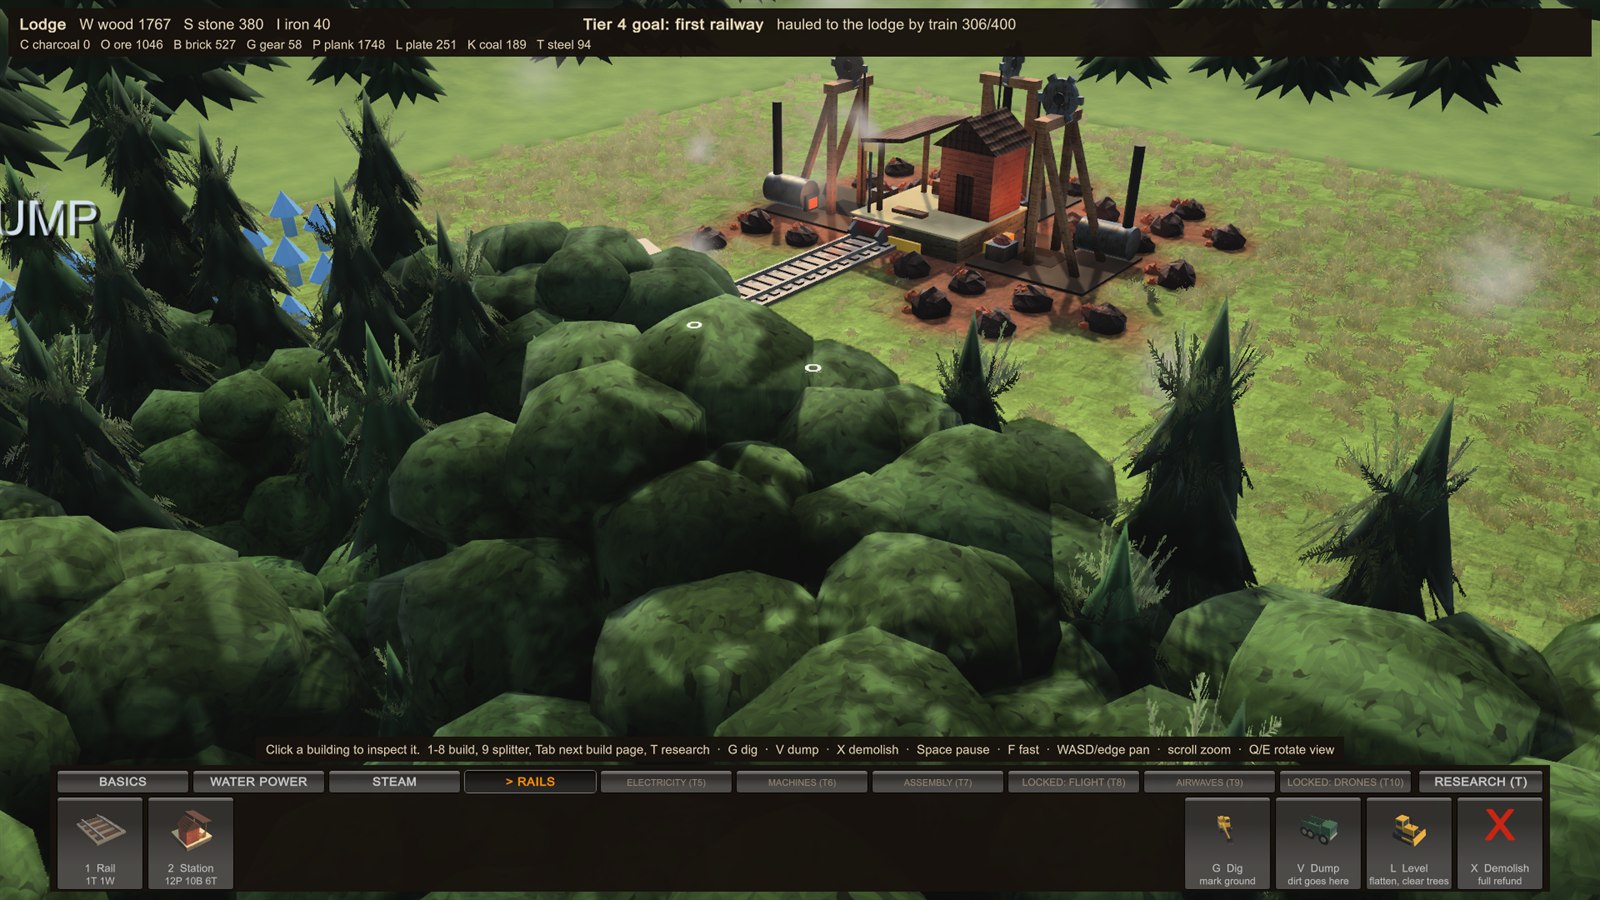 Lodge W wood 1767 S stone 380 I iron 40
Tier 4 goal: first railway hauled to the lodge by train 306/400
C charcoal 0 O ore 1046 B brick 527 G gear 58 P plank 1748 L plate 251 K coal 189 T steel 94
UMP
Click a building to inspect it. 1-8 build, 9 splitter, Tab next build page, T research · G dig · V dump · X demolish · Space pause · F fast · WASD/edge pan · scroll zoom · Q/E rotate view
BASICS
WATER POWER
STEAM
> RAILS
ELECTRICITY (T5)
MACHINES (T6)
ASSEMBLY (T7)
LOCKED: FLIGHT (T8)
AIRWAVES (T9)
LOCKED: DRONES (T10)
RESEARCH (T)
1 Rail
1T 1W
2 Station
12P 10B 6T
G Dig
mark ground
V Dump
dirt goes here
L Level
flatten, clear trees
X Demolish
full refund